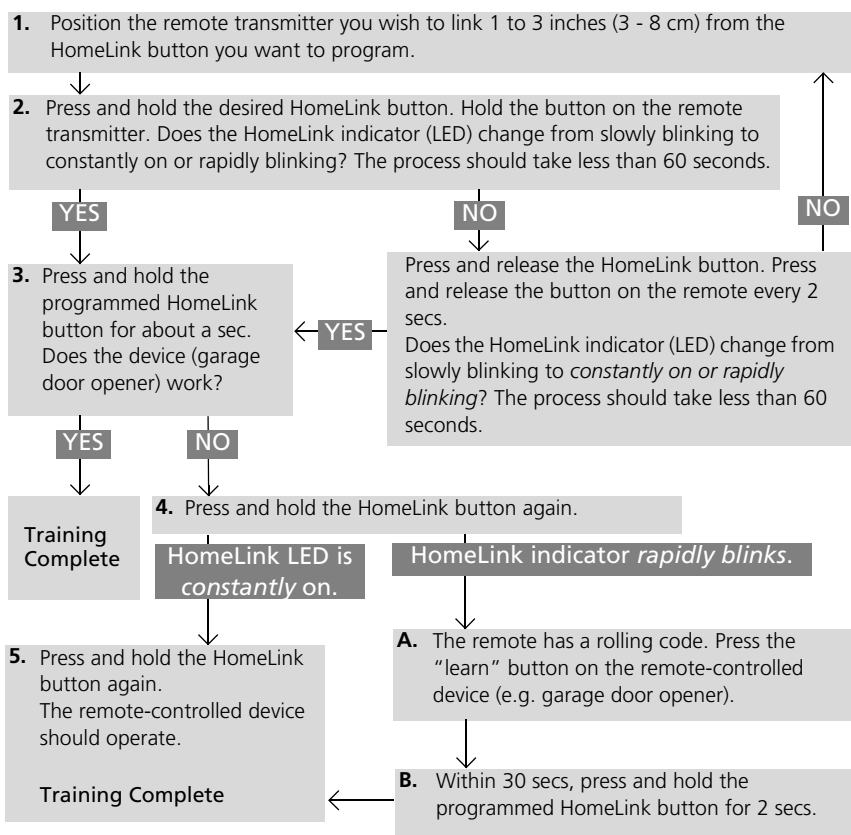 1. Position the remote transmitter you wish to link 1 to 3 inches (3 - 8 cm) from the
HomeLink button you want to program.
2. Press and hold the desired HomeLink button. Hold the button on the remote
transmitter. Does the HomeLink indicator (LED) change from slowly blinking to
constantly on or rapidly blinking? The process should take less than 60 seconds.
YES
NO
NO
3. Press and hold the
programmed HomeLink
button for about a sec.
Does the device (garage
door opener) work?
YES
Press and release the HomeLink button. Press
and release the button on the remote every 2
secs.
Does the HomeLink indicator (LED) change from
slowly blinking to constantly on or rapidly
blinking? The process should take less than 60
seconds.
YES
NO
Training
Complete
4. Press and hold the HomeLink button again.
HomeLink LED is
constantly on.
HomeLink indicator rapidly blinks.
5. Press and hold the HomeLink
button again.
The remote-controlled device
should operate.
Training Complete
A. The remote has a rolling code. Press the
“learn” button on the remote-controlled
device (e.g. garage door opener).
B. Within 30 secs, press and hold the
programmed HomeLink button for 2 secs.